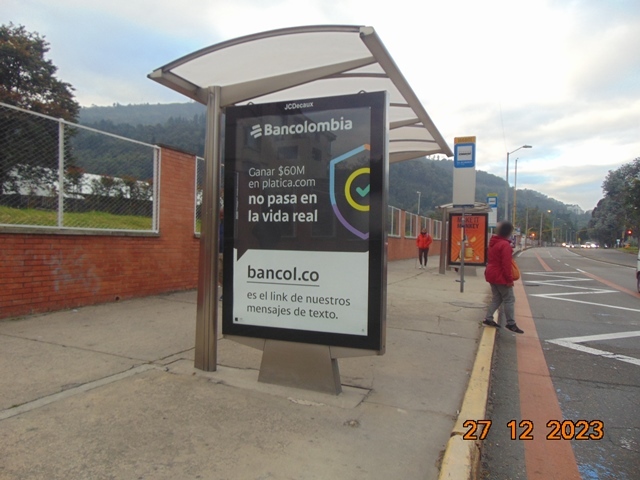 JCDecaux
Bancolombia
Ganar $60M
en platica.com
no pasa en
la vida real
bancol.co
es el link de nuestros
mensajes de texto.
27 12 2023